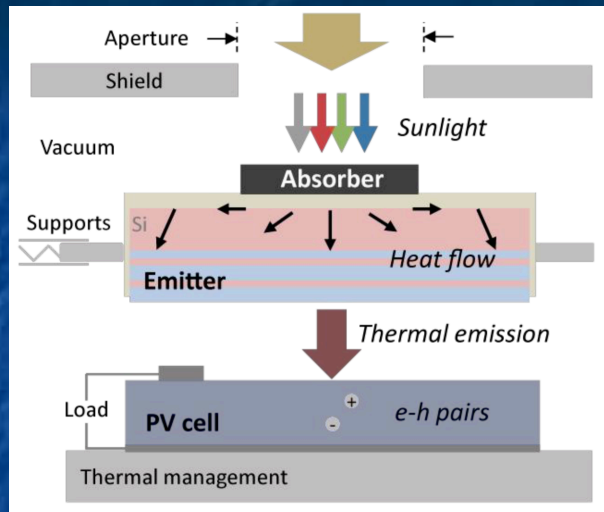 Aperture
Shield
Sunlight
Vacuum
Absorber
Supports
Si
Heat flow
Emitter
Thermal emission
+
-
e-h pairs
Load
PV cell
Thermal management